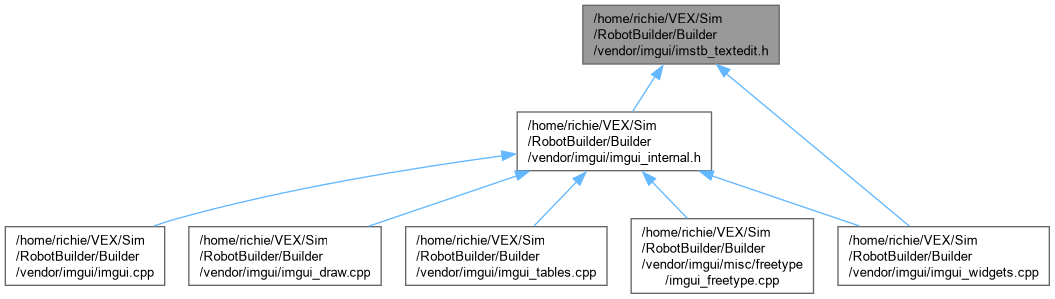 /home/richie/VEX/Sim
/RobotBuilder/Builder
/vendor/imgui/imstb_textedit.h
/home/richie/VEX/Sim
/RobotBuilder/Builder
/vendor/imgui/imgui_internal.h
/home/richie/VEX/Sim
/RobotBuilder/Builder
/vendor/imgui/imgui.cpp
/home/richie/VEX/Sim
/RobotBuilder/Builder
/vendor/imgui/imgui_draw.cpp
/home/richie/VEX/Sim
/RobotBuilder/Builder
/vendor/imgui/imgui_tables.cpp
/home/richie/VEX/Sim
/RobotBuilder/Builder
/vendor/imgui/misc/freetype
/imgui_freetype.cpp
/home/richie/VEX/Sim
/RobotBuilder/Builder
/vendor/imgui/imgui_widgets.cpp